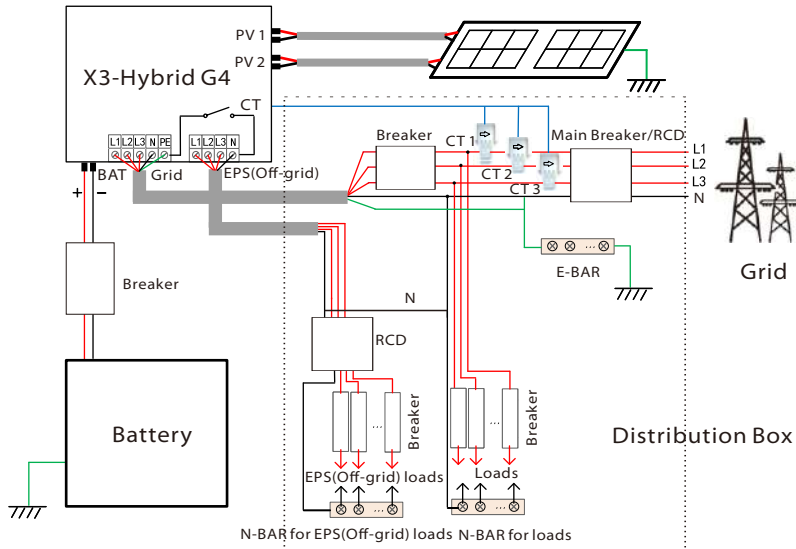 PV 1
PV 2
X3-Hybrid G4
CT
L1 L2 L3 N PE
L1 L2 L3 N
BAT
Grid
EPS(Off-grid)
+
−
Breaker
CT 1
CT 2
CT 3
Main Breaker/RCD
L1
L2
L3
N
Grid
E-BAR
...
Breaker
Battery
N
RCD
...
Breaker
...
Breaker
EPS(Off-grid) loads
Loads
...
...
N-BAR for EPS(Off-grid) loads
N-BAR for loads
Distribution Box